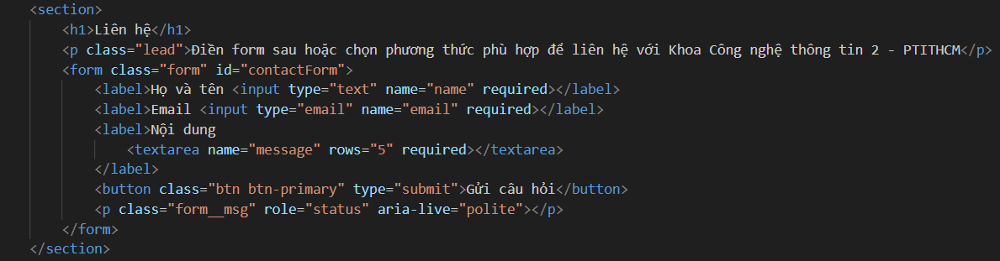 <section>
<h1>Liên hệ</h1>
<p class="lead">Điền form sau hoặc chọn phương thức phù hợp để liên hệ với Khoa Công nghệ thông tin 2 - PTITHCM</p>
<form class="form" id="contactForm">
<label>Họ và tên <input type="text" name="name" required></label>
<label>Email <input type="email" name="email" required></label>
<label>Nội dung
<textarea name="message" rows="5" required></textarea>
</label>
<button class="btn btn-primary" type="submit">Gửi câu hỏi</button>
<p class="form__msg" role="status" aria-live="polite"></p>
</form>
</section>